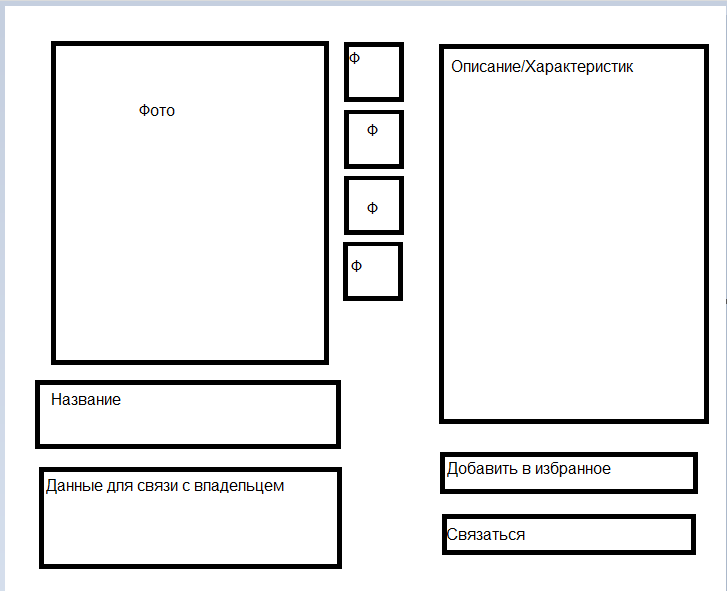 Фото
Ф
Ф
Ф
Ф
Описание/Характеристик
Название
Данные для связи с владельцем
Добавить в избранное
Связаться